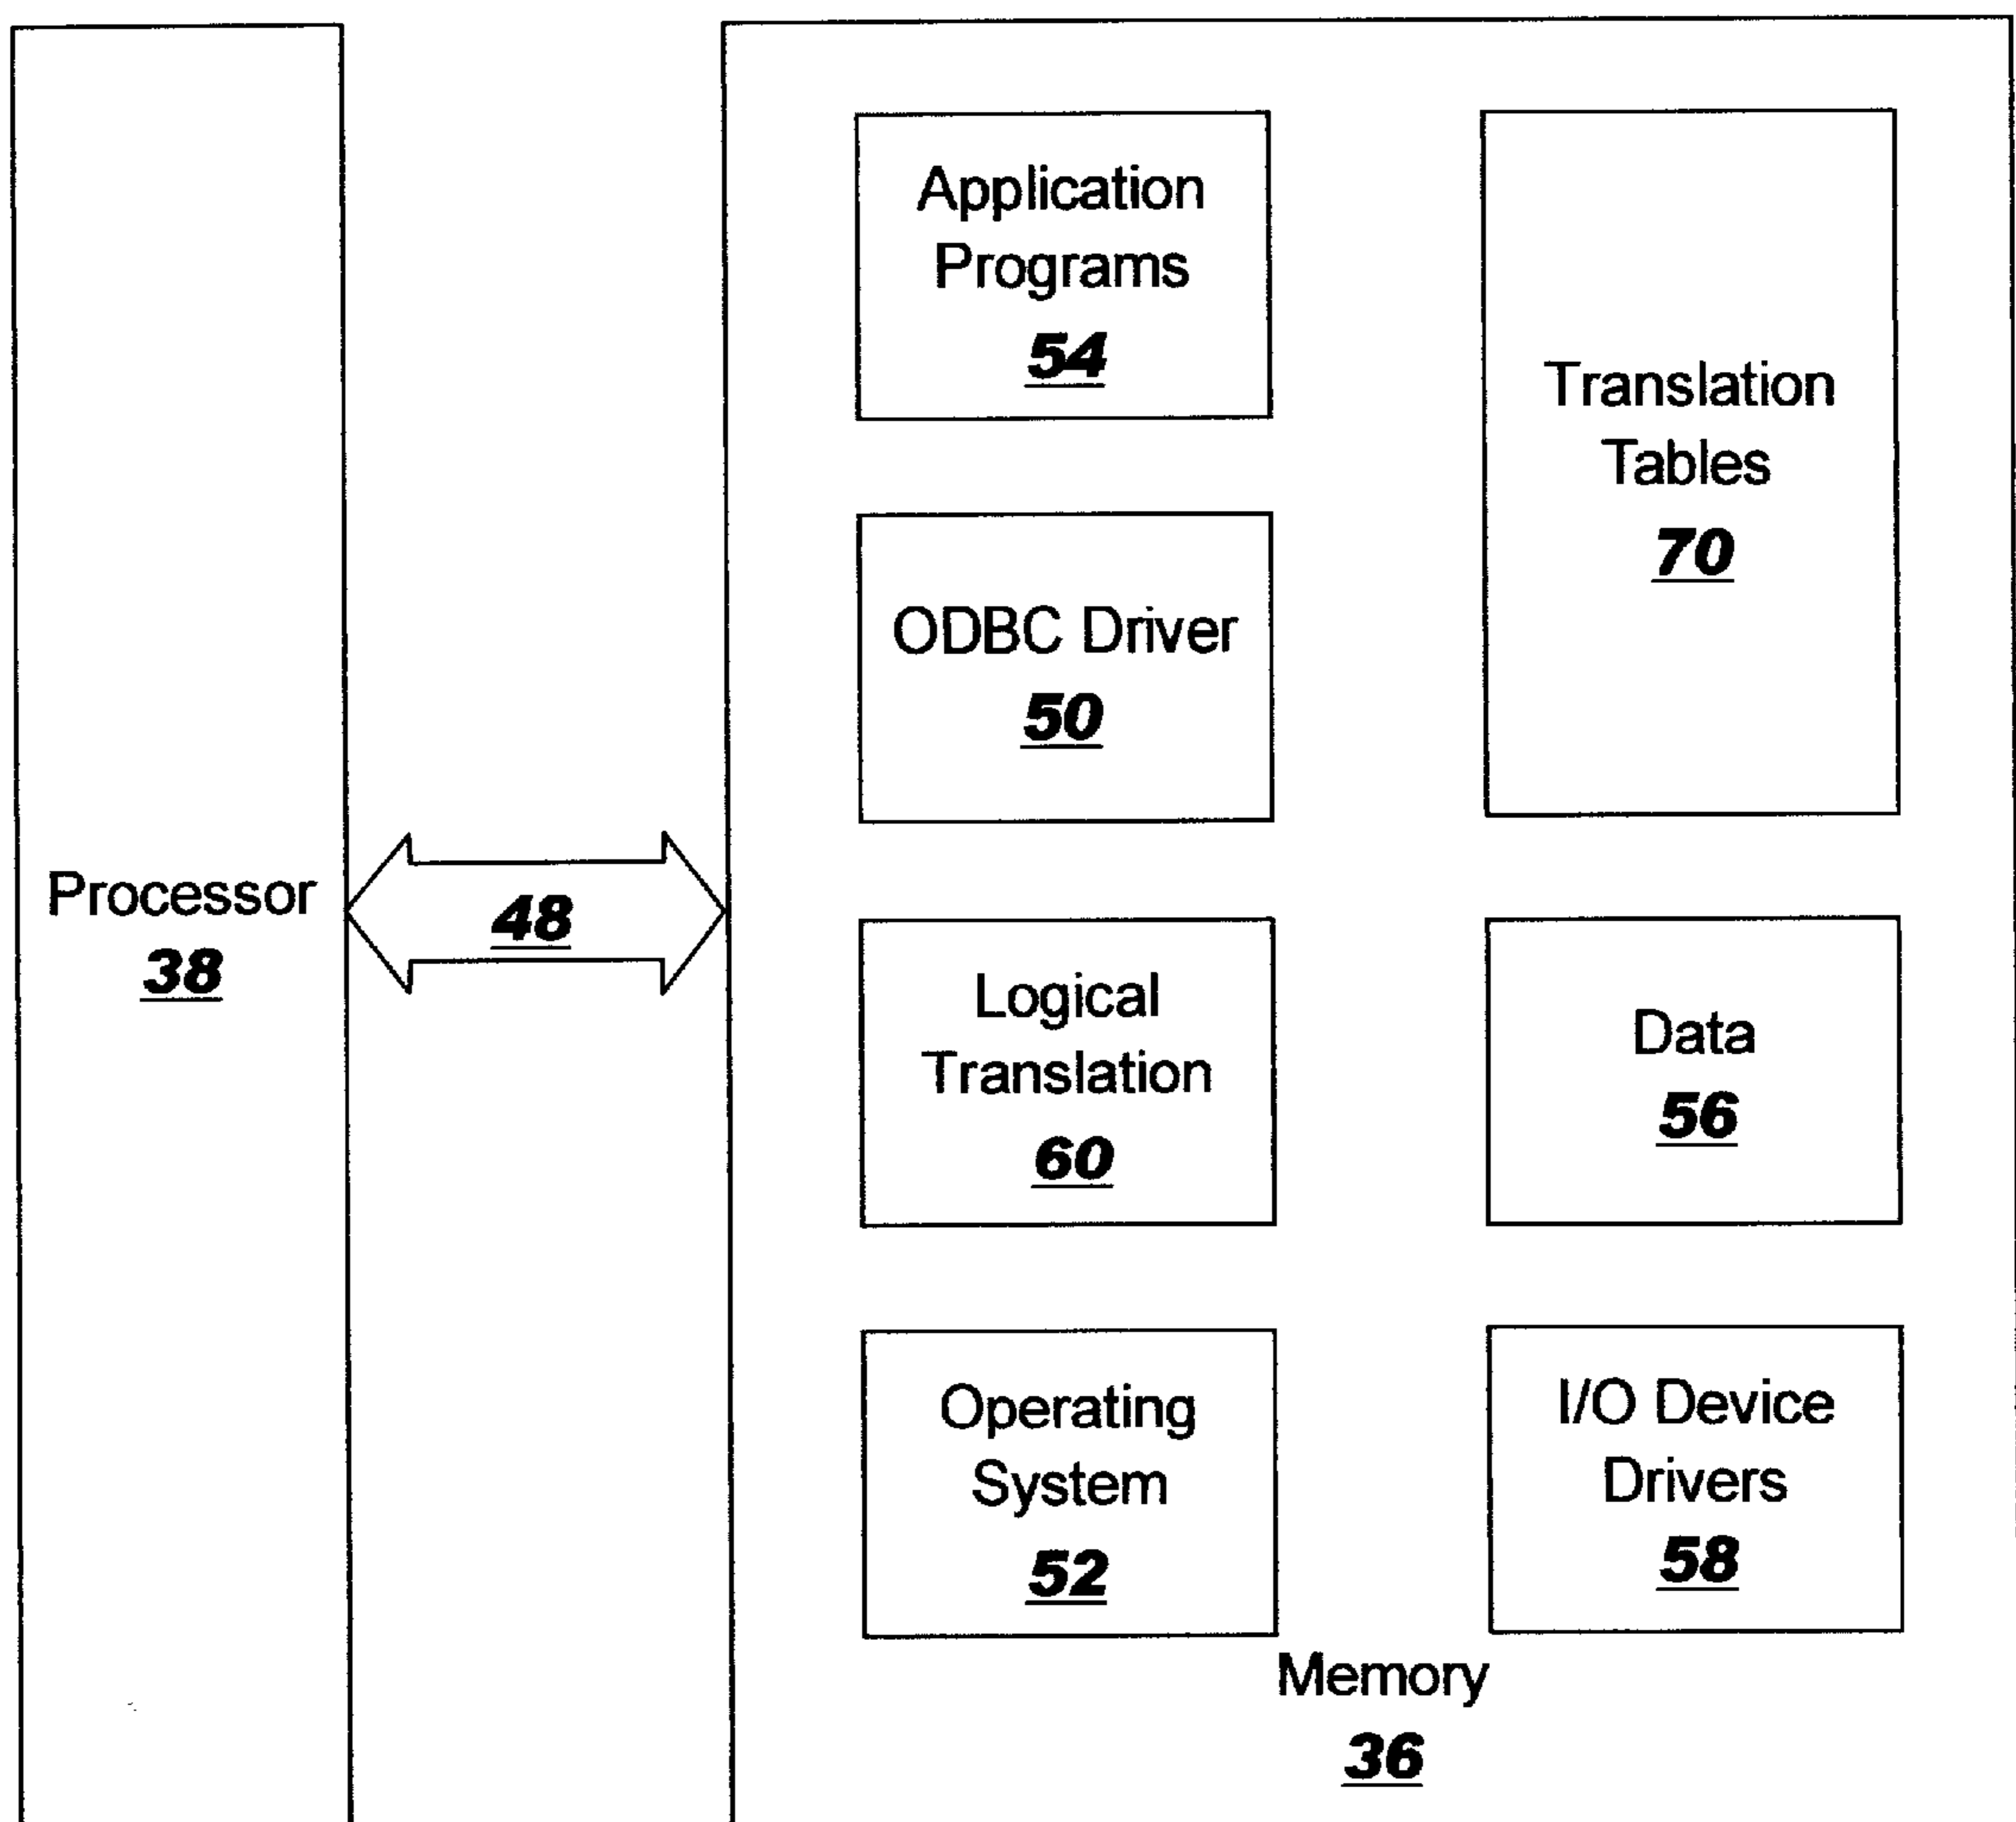 Processor
38
48
Application
Programs
54
ODBC Driver
50
Logical
Translation
60
Operating
System
52
Translation
Tables
70
Data
56
I/O Device
Drivers
58
Memory
36